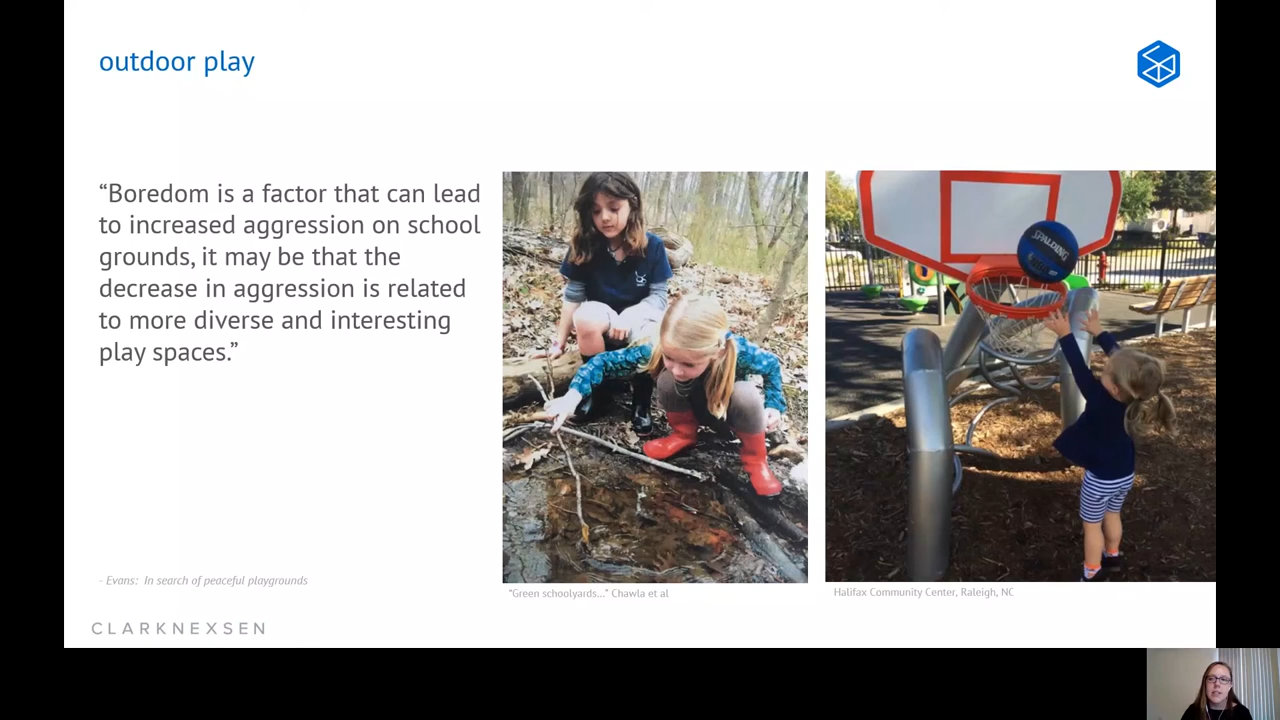 outdoor play
“Boredom is a factor that can lead
to increased aggression on school
grounds, it may be that the
decrease in aggression is related
to more diverse and interesting
play spaces.”
- Evans:  In search of peaceful playgrounds
SPALDING
“Green schoolyards...” Chawla et al
Halifax Community Center, Raleigh, NC
CLARKNEXSEN